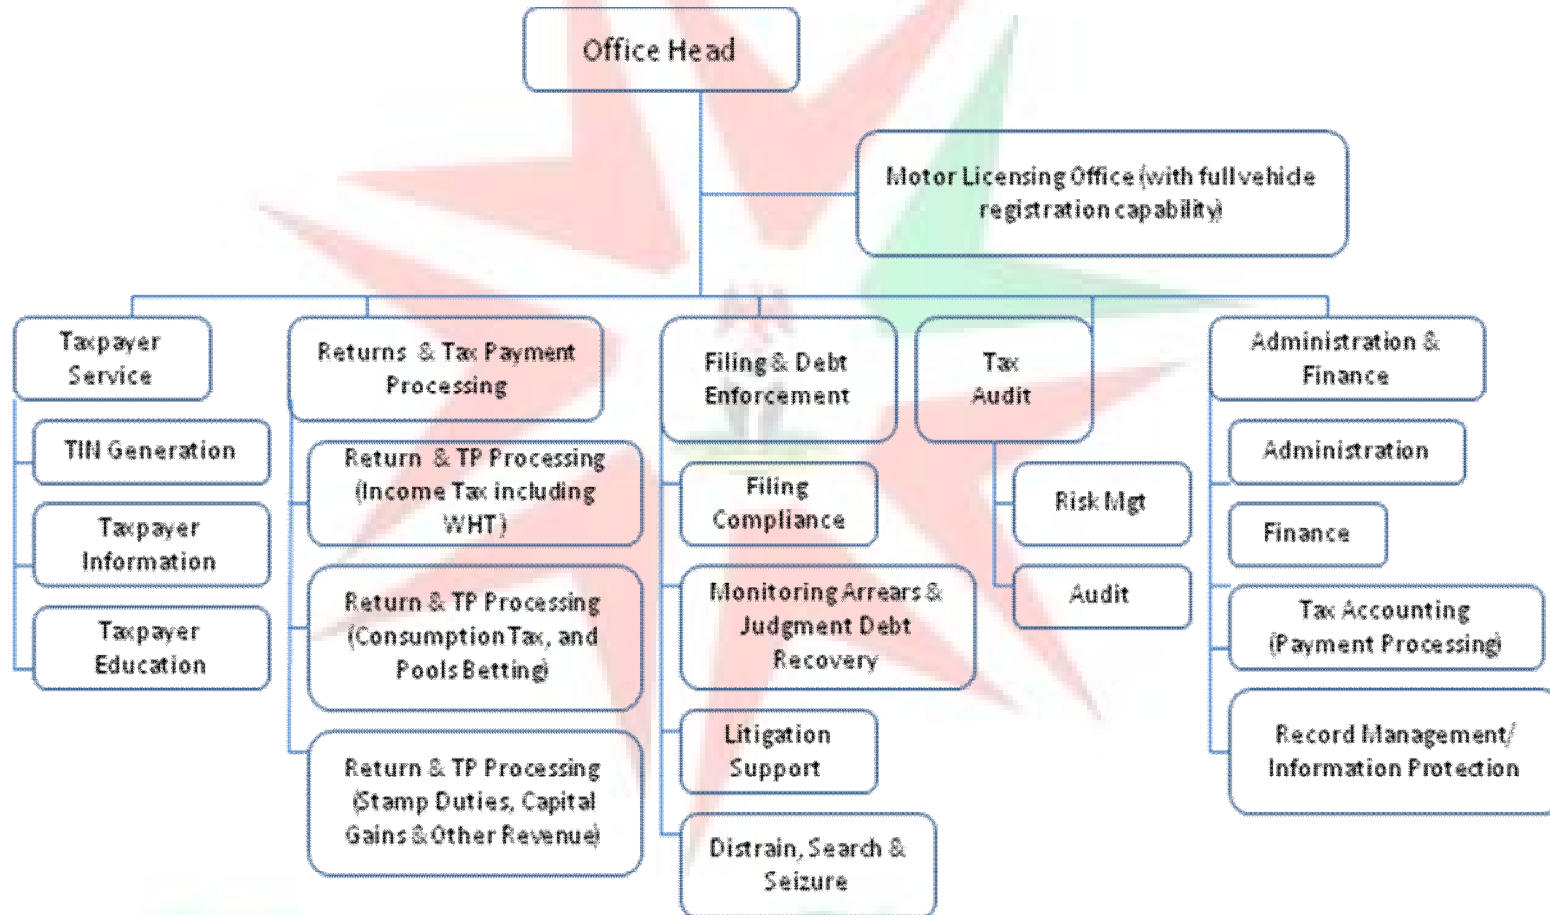 Office Head
Motor Licensing Office (with full vehicle
registration capability)
Taxpayer
Service
TIN Generation
Taxpayer
Information
Taxpayer
Education
Returns & Tax Payment
Processing
Return & TP Processing
(Income Tax including
WHT)
Return & TP Processing
(Consumption Tax, and
Pools Betting)
Return & TP Processing
(Stamp Duties, Capital
Gains & Other Revenue)
Filing & Debt
Enforcement
Filing
Compliance
Monitoring Arrears &
Judgment Debt
Recovery
Litigation
Support
Distrain, Search &
Seizure
Tax
Audit
Risk Mgt
Audit
Administration &
Finance
Administration
Finance
Tax Accounting
(Payment Processing)
Record Management/
Information Protection